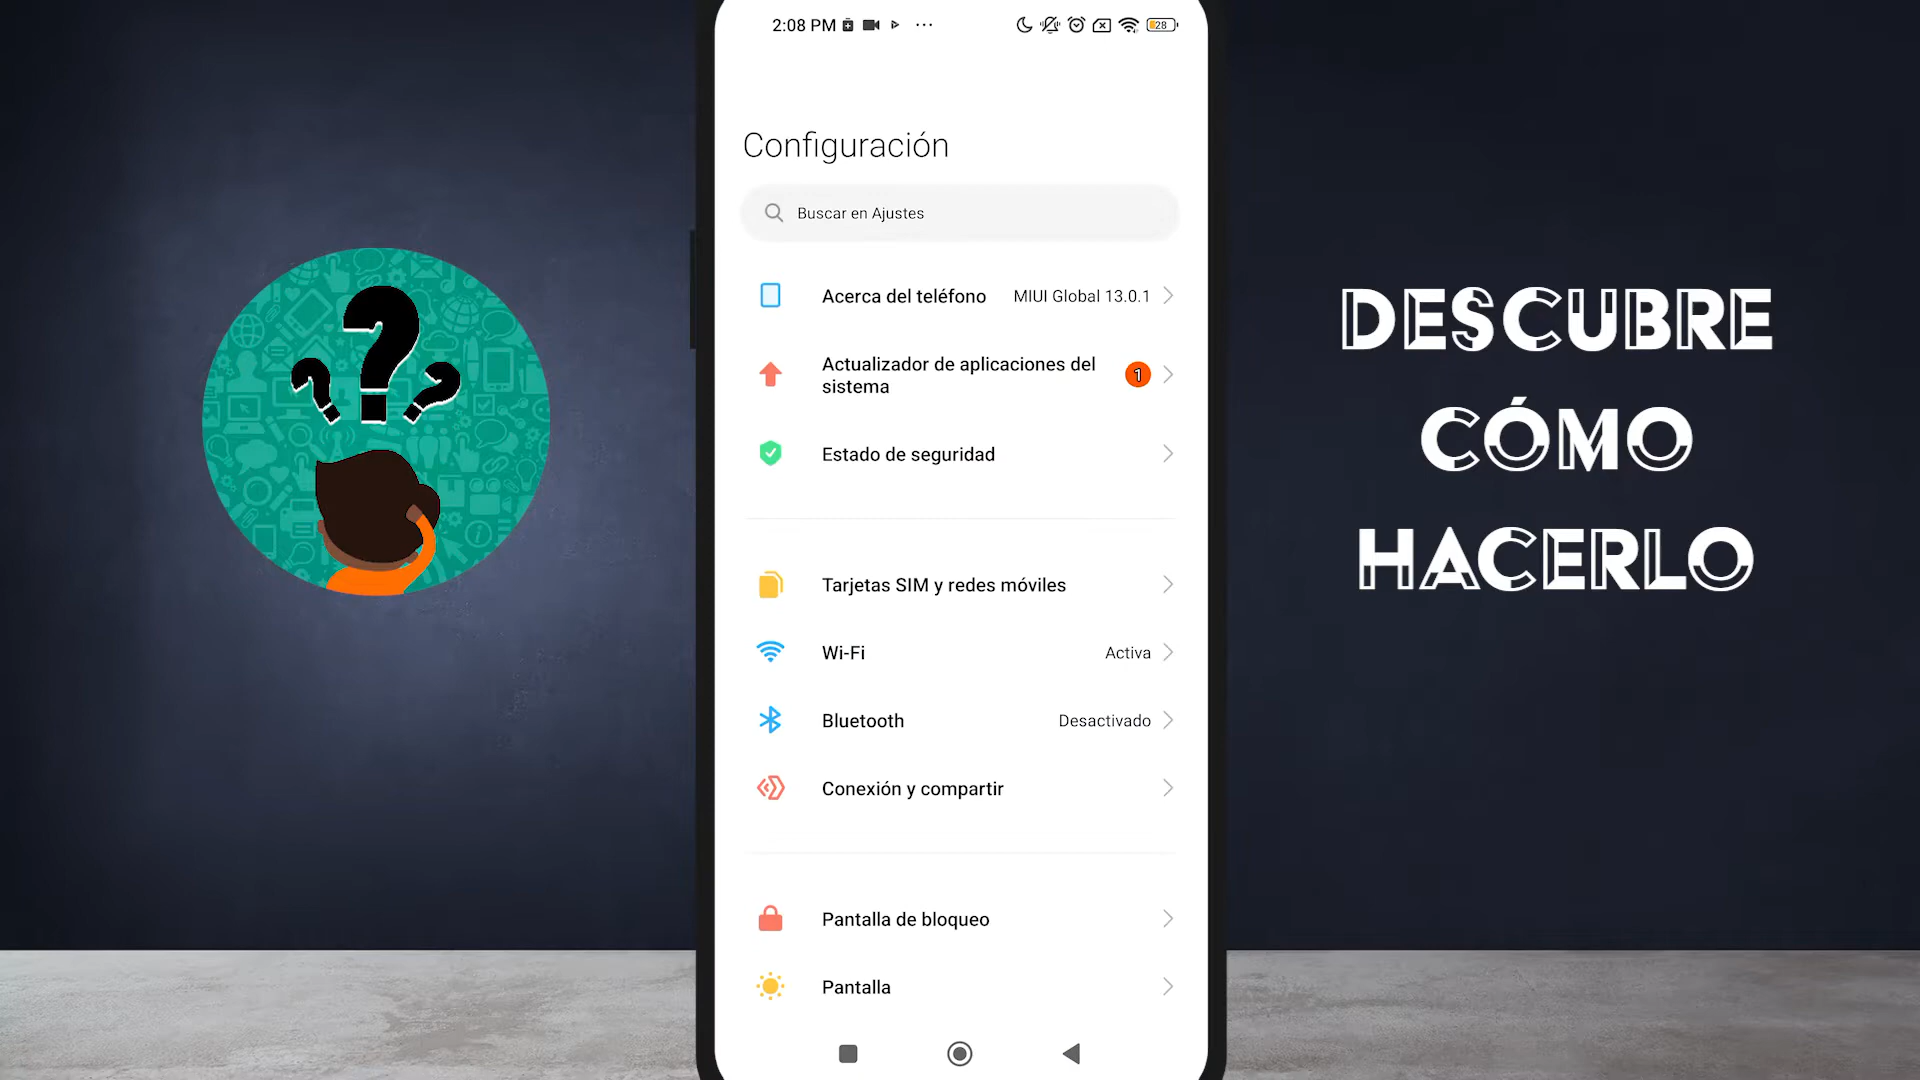 2:08 PM
28
Configuración
Buscar en Ajustes
Acerca del teléfono MIUI Global 13.0.1
Actualizador de aplicaciones del
sistema
1
Estado de seguridad
Tarjetas SIM y redes móviles
Wi-Fi Activa
Bluetooth Desactivado
Conexión y compartir
Pantalla de bloqueo
Pantalla
DESCUBRE
CÓMO
HACERLO